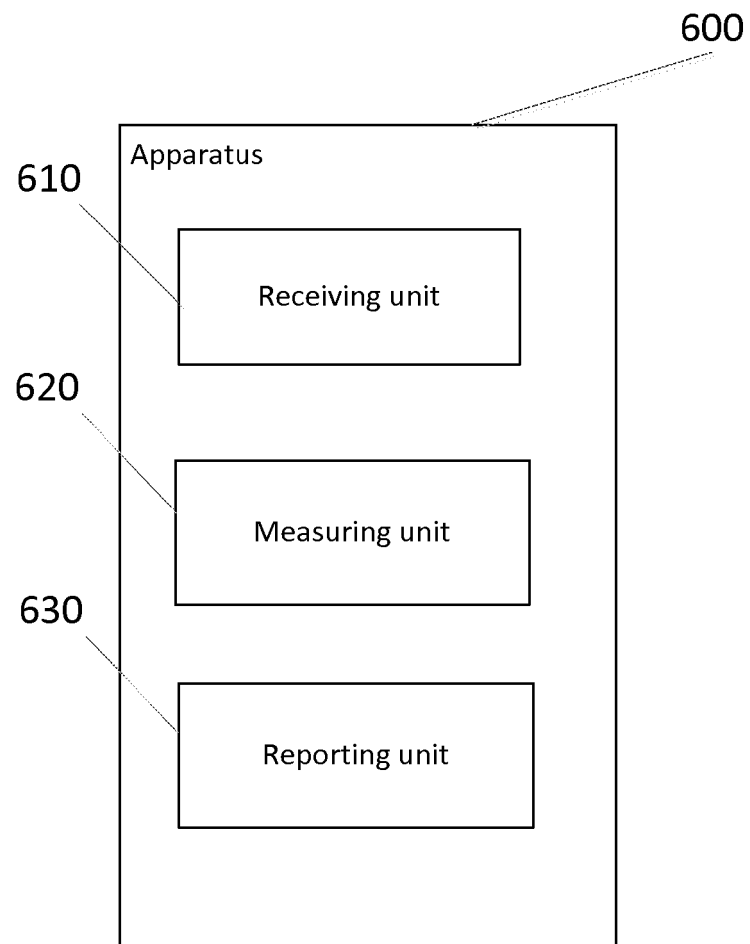 600
Apparatus
610
Receiving unit
620
Measuring unit
630
Reporting unit